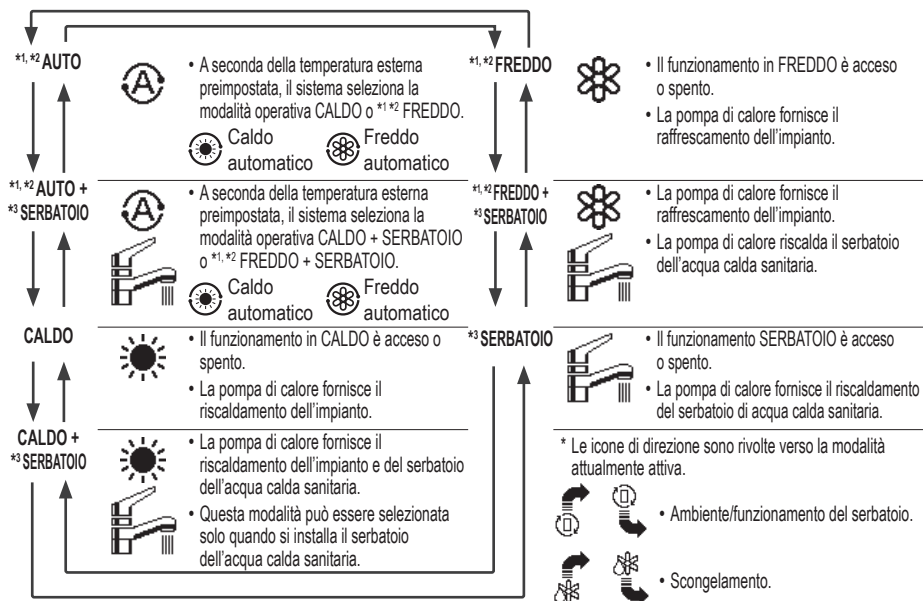 *1, *2 AUTO
• A seconda della temperatura esterna
preimpostata, il sistema seleziona la
modalità operativa CALDO o *1 *2 FREDDO.
Caldo
automatico
Freddo
automatico
*1, *2 AUTO +
*3 SERBATOIO
• A seconda della temperatura esterna
preimpostata, il sistema seleziona la
modalità operativa CALDO + SERBATOIO
o *1, *2 FREDDO + SERBATOIO.
Caldo
automatico
Freddo
automatico
CALDO
• Il funzionamento in CALDO è acceso o
spento.
• La pompa di calore fornisce il
riscaldamento dell'impianto.
CALDO +
*3 SERBATOIO
• La pompa di calore fornisce il
riscaldamento dell'impianto e del serbatoio
dell'acqua calda sanitaria.
• Questa modalità può essere selezionata
solo quando si installa il serbatoio
dell'acqua calda sanitaria.
*1, *2 FREDDO
• Il funzionamento in FREDDO è acceso
o spento.
• La pompa di calore fornisce il
raffrescamento dell'impianto.
*1, *2 FREDDO +
*3 SERBATOIO
• La pompa di calore fornisce il
raffrescamento dell'impianto.
• La pompa di calore riscalda il serbatoio
dell'acqua calda sanitaria.
*3 SERBATOIO
• Il funzionamento SERBATOIO è acceso
o spento.
• La pompa di calore fornisce il riscaldamento
del serbatoio di acqua calda sanitaria.
* Le icone di direzione sono rivolte verso la modalità
attualmente attiva.
• Ambiente/funzionamento del serbatoio.
• Scongelamento.